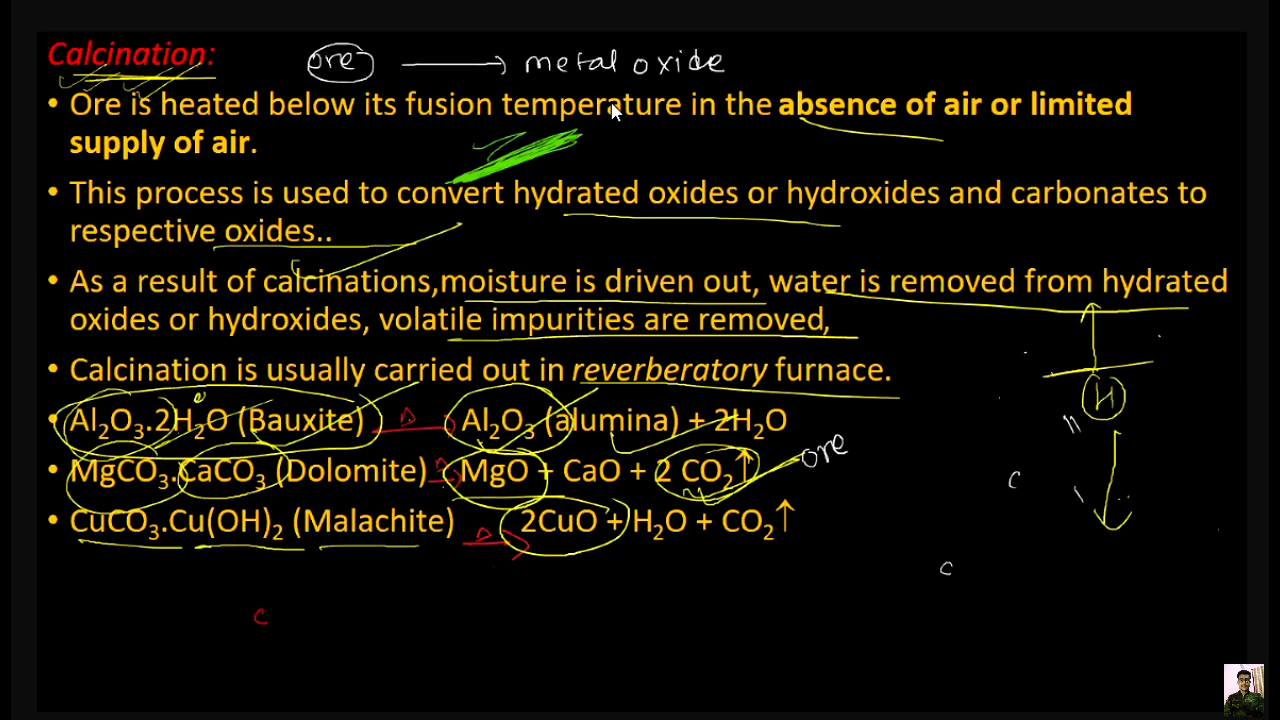 Calcination:
ore → metal oxide
• Ore is heated below its fusion temperature in the absence of air or limited
supply of air.
• This process is used to convert hydrated oxides or hydroxides and carbonates to
respective oxides..
• As a result of calcinations,moisture is driven out, water is removed from hydrated
oxides or hydroxides, volatile impurities are removed,
• Calcination is usually carried out in reverberatory furnace.
• Al₂O₃.2H₂O (Bauxite) Δ→ Al₂O₃ (alumina) + 2H₂O
• MgCO₃.CaCO₃ (Dolomite) Δ→ MgO + CaO + 2 CO₂↑
ore
• CuCO₃.Cu(OH)₂ (Malachite) Δ→ 2CuO + H₂O + CO₂↑
H